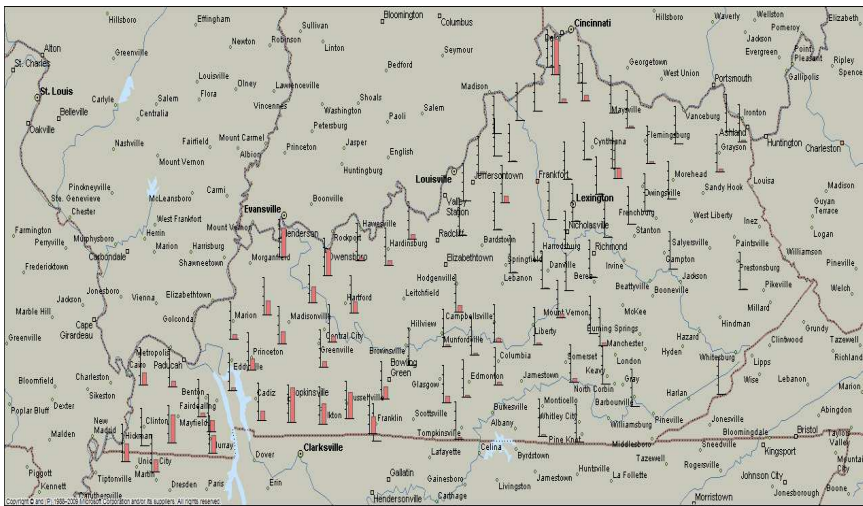 Hillsboro
Effingham
Sullivan
Bloomington
Columbus
Cincinnati
Hillsboro
Waverly
Wellston
Elizabeth
Alton
Greenville
Newton
Robinson
Linton
Seymour
Pomeroy
Jackson
Evergreen
Point
Pleasant
Ripley
Spence
St. Charles
Bedford
Georgetown
West Union
Gallipolis
St. Louis
Louisville
Olney
Lawrenceville
Madison
Portsmouth
Carlyle
Salem
Flora
Vincennes
Shoals
Washington
Paoli
Salem
Maysville
Vanceburg
Ironton
Belleville
Centralia
Petersburg
Oakville
Ashland
Huntington
Nashville
Fairfield
Mount Carmel
Princeton
Jasper
English
Cynthiana
Flemingsburg
Grayson
Charleston
Mount Vernon
Albion
Huntingburg
Louisville
Jeffersontown
Frankfort
Morehead
Louisa
Pinckneyville
McLeansboro
Carmi
Boonville
Sandy Hook
Madison
Ste. Genevieve
Chester
Evansville
Valley
Station
Lexington
Owingsville
Guyan
Terrace
West Frankfort
Frenchburg
West Liberty
Inez
Farmington
Mount Vernon
Henderson
Hawesville
Radcliff
Nicholasville
Stanton
Logan
Perryville
Murphysboro
Herrin
Marion
Harrisburg
Rockport
Hardinsburg
Bardstown
Harrodsburg
Richmond
Salyersville
Paintsville
Carbondale
Morganfield
Owensboro
Elizabethtown
Springfield
Danville
Irvine
Campton
Williamson
Fredericktown
Shawneetown
Hodgenville
Lebanon
Berea
Jackson
Prestonsburg
Pineville
Jonesboro
Vienna
Elizabethtown
Leitchfield
Beattyville
Booneville
Pikeville
Welch
Jackson
Hartford
Marble Hill
Golconda
Marion
Madisonville
Campbellsville
Mount Vernon
McKee
Millard
Cape
Girardeau
Hillview
Burning Springs
Hindman
Grundy
Greenville
Central City
Munfordville
Liberty
Manchester
Hazard
Clintwood
Tazewell
Metropolis
Princeton
Greenville
Brownsville
Columbia
Somerset
London
Hyden
Whitesburg
Richland
Cairo
Paducah
Bowling
Green
Lipps
Bloomfield
Charleston
Edmonton
Jamestown
Gray
Wise
Lebanon
Dexter
Sikeston
Benton
Cadiz
Hopkinsville
Glasgow
North Corbin
Harlan
Marion
Poplar Bluff
New
Madrid
Clinton
Mayfield
Elkton
Franklin
Scottsville
Burkesville
Monticello
Barbourville
Abingdon
Malden
Hickman
Murray
Tompkinsville
Albany
Whitley City
Williamsburg
Pineville
Jonesville
Bristol
Union City
Clarksville
Celina
Pine Knot
Middlesboro
Bloomingdale
Piggott
Martin
Dover
Lafayette
Byrdstown
Tazewell
Sneedville
Kingsport
Mountain
City
Kennett
Tiptonville
Dresden
Paris
Erin
Gallatin
Gainesboro
Livingston
Jamestown
Huntsville
La Follette
Rogersville
Johnson City
Jonesborough
Boone
Caruthersville
Hendersonville
Carthage
Morristown
Copyright © and (P) 1988–2009 Microsoft Corporation and/or its suppliers. All rights reserved.